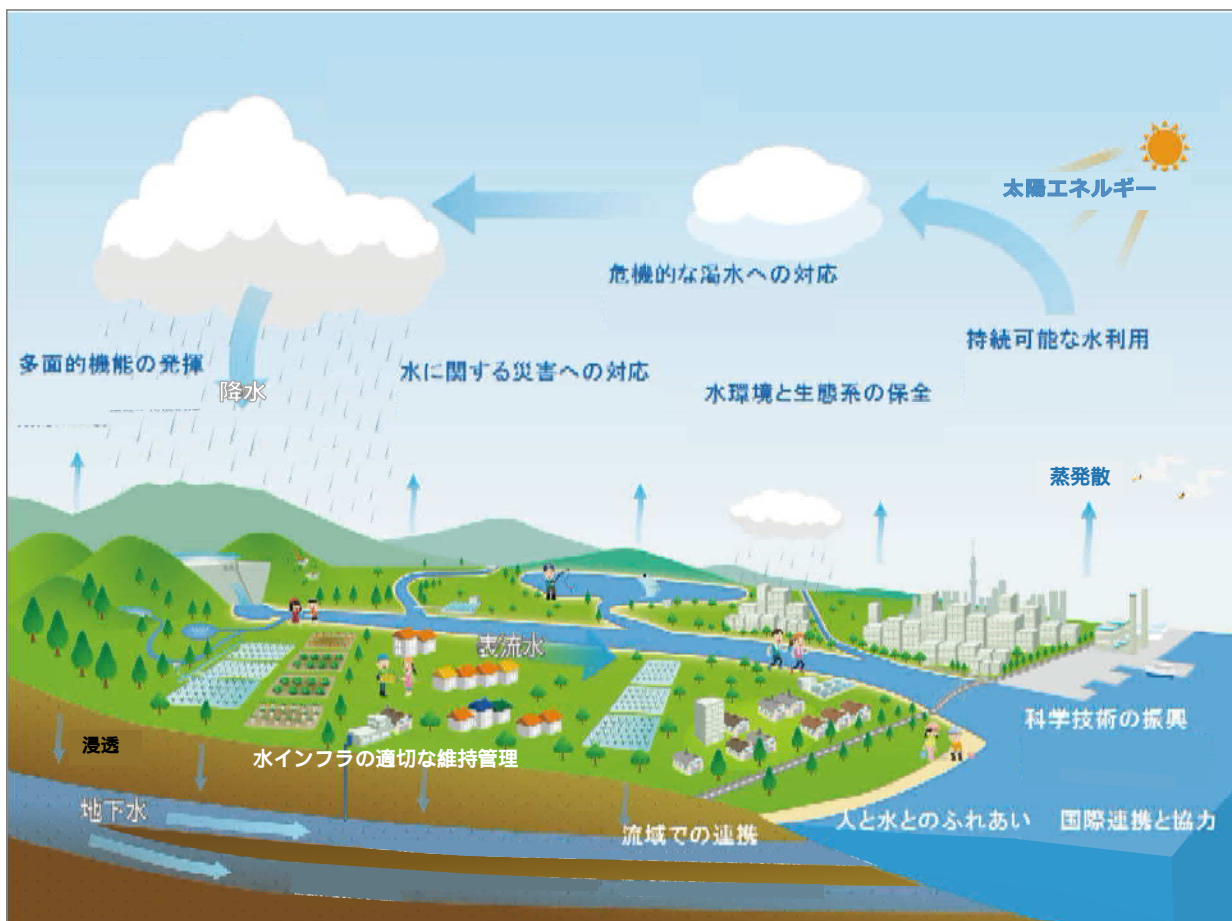 太陽エネルギー
危機的な渇水への対応
持続可能な水利用
多面的機能の発揮
降水
水に関する災害への対応
水環境と生態系の保全
蒸発散
表流水
科学技術の振興
浸透
水インフラの適切な維持管理
地下水
流域での連携
人と水とのふれあい
国際連携と協力